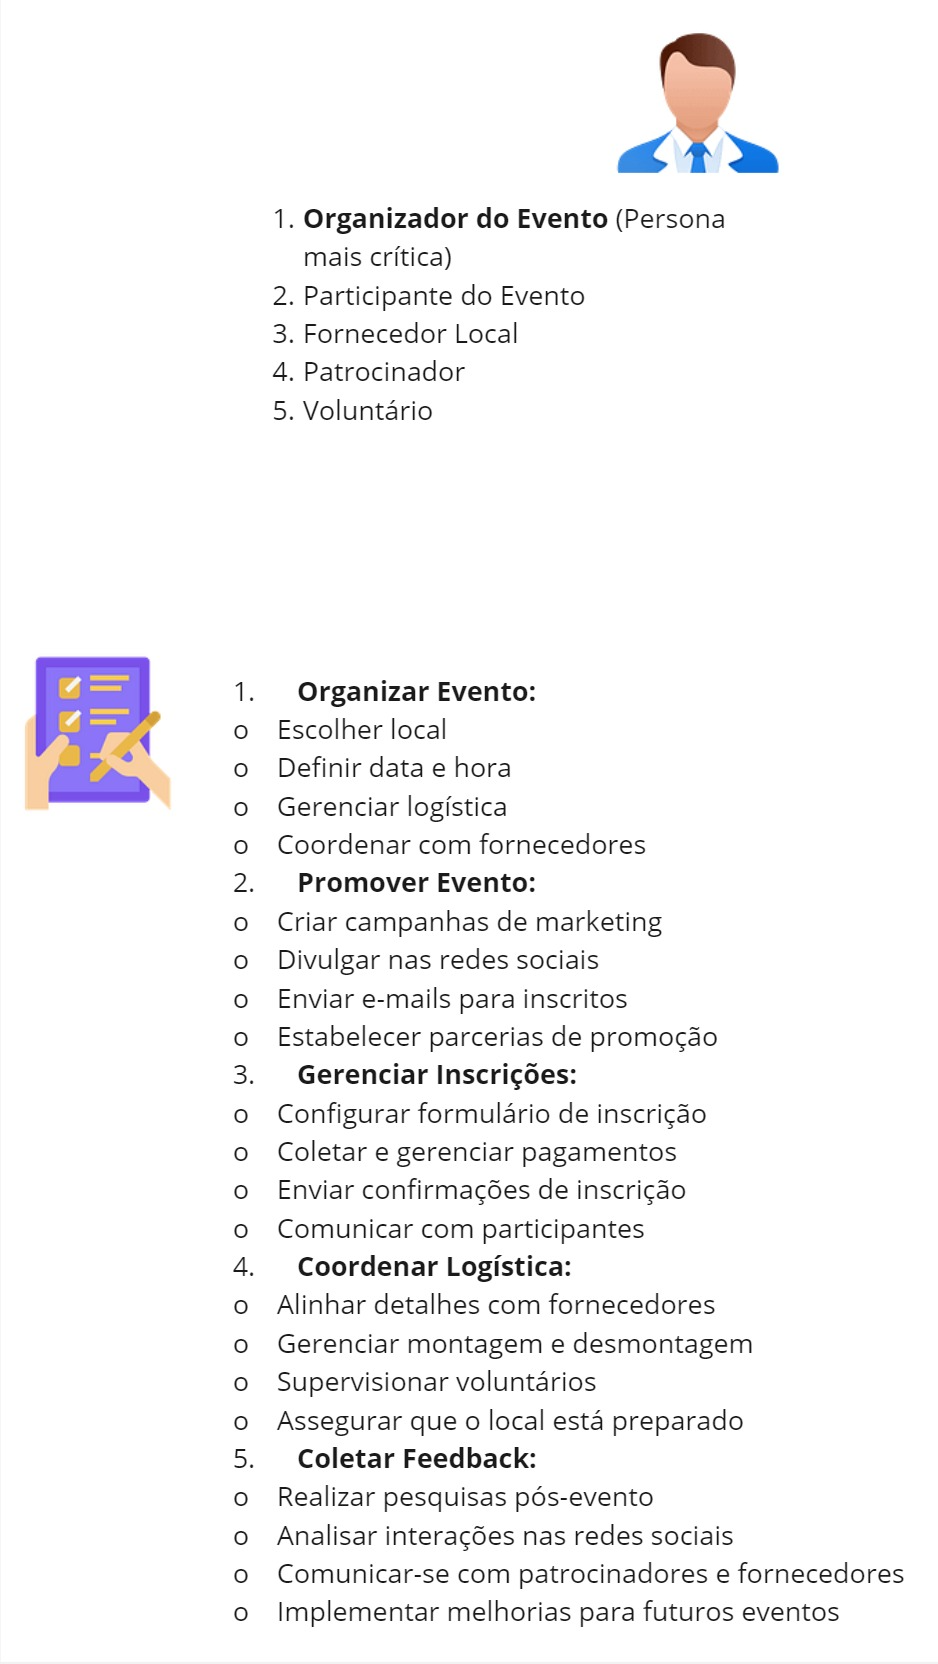 1. Organizador do Evento (Persona
mais crítica)
2. Participante do Evento
3. Fornecedor Local
4. Patrocinador
5. Voluntário
1. Organizar Evento:
o Escolher local
o Definir data e hora
o Gerenciar logística
o Coordenar com fornecedores
2. Promover Evento:
o Criar campanhas de marketing
o Divulgar nas redes sociais
o Enviar e-mails para inscritos
o Estabelecer parcerias de promoção
3. Gerenciar Inscrições:
o Configurar formulário de inscrição
o Coletar e gerenciar pagamentos
o Enviar confirmações de inscrição
o Comunicar com participantes
4. Coordenar Logística:
o Alinhar detalhes com fornecedores
o Gerenciar montagem e desmontagem
o Supervisionar voluntários
o Assegurar que o local está preparado
5. Coletar Feedback:
o Realizar pesquisas pós-evento
o Analisar interações nas redes sociais
o Comunicar-se com patrocinadores e fornecedores
o Implementar melhorias para futuros eventos